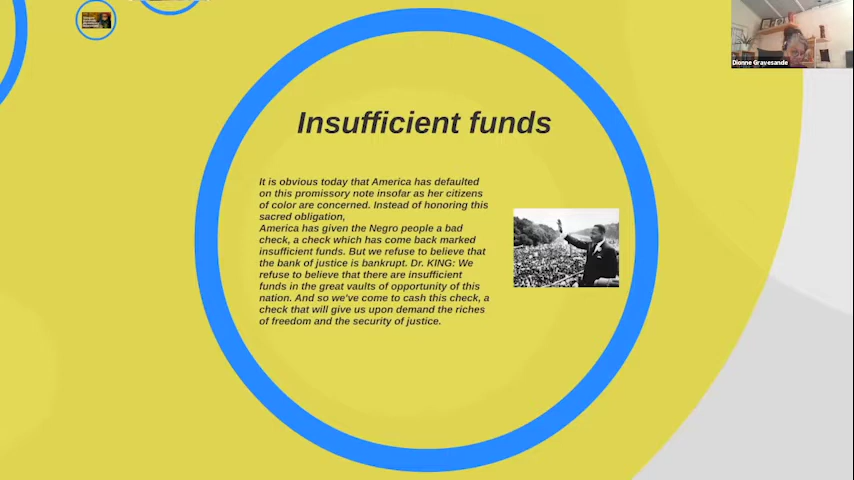 Dionne Gravesande
Insufficient funds
It is obvious today that America has defaulted
on this promissory note insofar as her citizens
of color are concerned. Instead of honoring this
sacred obligation,
America has given the Negro people a bad
check, a check which has come back marked
insufficient funds. But we refuse to believe that
the bank of justice is bankrupt. Dr. KING: We
refuse to believe that there are insufficient
funds in the great vaults of opportunity of this
nation. And so we've come to cash this check, a
check that will give us upon demand the riches
of freedom and the security of justice.